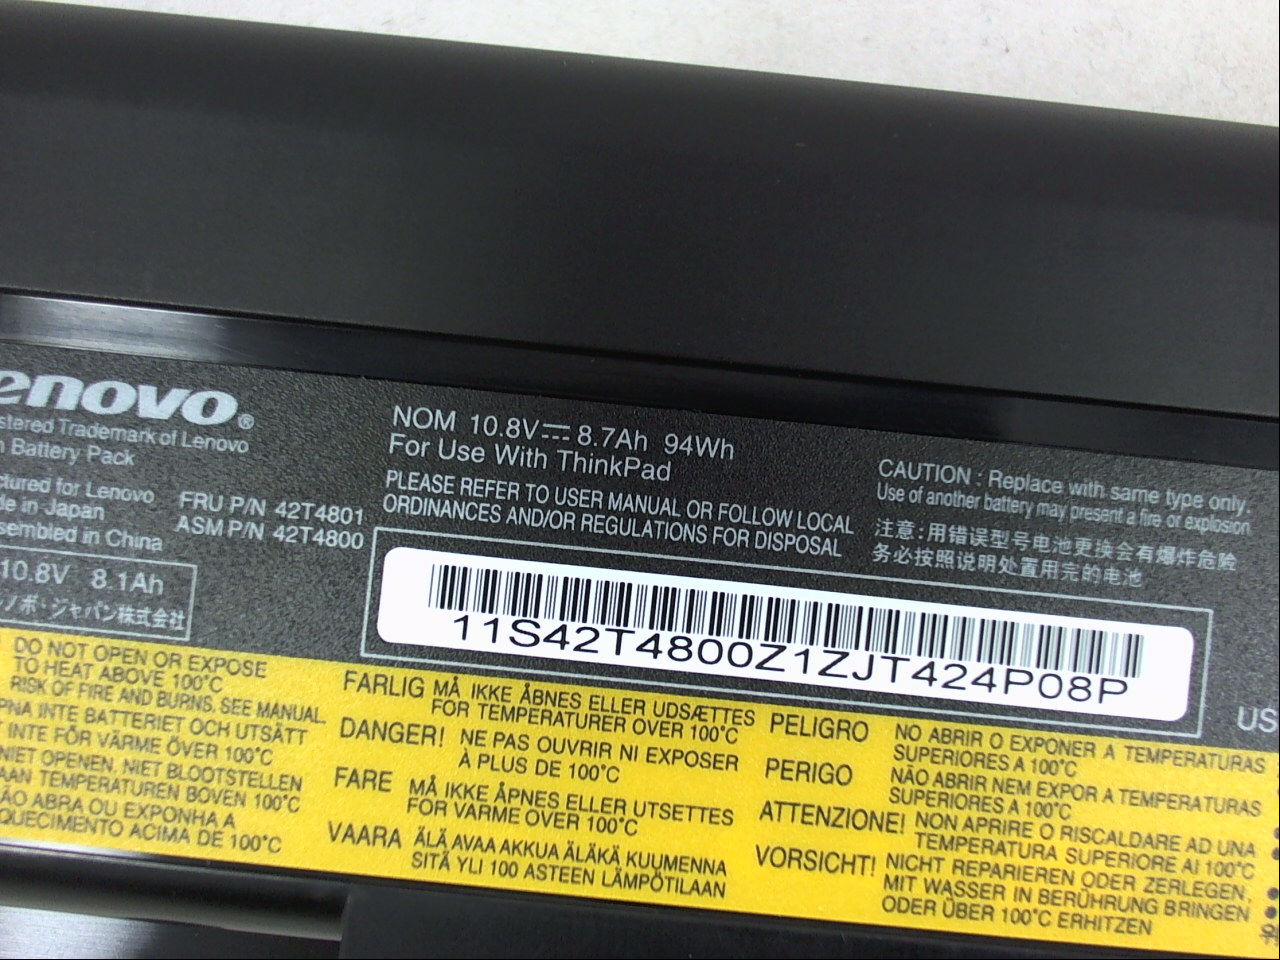 enovo®
stered Trademark of Lenovo
n Battery Pack
ctured for Lenovo
de in Japan
sembled in China
FRU P/N 42T4801
ASM P/N 42T4800
10.8V 8.1Ah
ノボ・ジャパン株式会社
NOM 10.8V 8.7Ah 94Wh
For Use With ThinkPad
PLEASE REFER TO USER MANUAL OR FOLLOW LOCAL
ORDINANCES AND/OR REGULATIONS FOR DISPOSAL
CAUTION : Replace with same type only.
Use of another battery may present a fire or explosion.
注意:用错误型号电池更换会有爆炸危险
务必按照说明处置用完的电池
11S42T4800Z1ZJT424P08P
US
DO NOT OPEN OR EXPOSE
TO HEAT ABOVE 100°C
RISK OF FIRE AND BURNS. SEE MANUAL
PNA INTE BATTERIET OCH UTSÄTT
INTE FÖR VÄRME ÖVER 100°C
NIET OPENEN, NIET BLOOTSTELLEN
AAN TEMPERATUREN BOVEN 100°C
ÃO ABRA OU EXPONHA A
QUECIMENTO ACIMA DE 100°C
FARLIG MÅ IKKE ÅBNES ELLER UDSÆTTES
FOR TEMPERATURER OVER 100°C
DANGER! NE PAS OUVRIR NI EXPOSER
À PLUS DE 100°C
FARE MÅ IKKE ÅPNES ELLER UTSETTES
FOR VARME OVER 100°C
VAARA ÄLÄ AVAA AKKUA ÄLÄKÄ KUUMENNA
SITÄ YLI 100 ASTEEN LÄMPÖTILAAN
PELIGRO NO ABRIR O EXPONER A TEMPERATURAS
SUPERIORES A 100°C
PERIGO NÃO ABRIR NEM EXPOR A TEMPERATURAS
SUPERIORES A 100°C
ATTENZIONE! NON APRIRE O RISCALDARE AD UNA
TEMPERATURA SUPERIORE AI 100°C
VORSICHT! NICHT REPARIEREN ODER ZERLEGEN,
MIT WASSER IN BERÜHRUNG BRINGEN
ODER ÜBER 100°C ERHITZEN